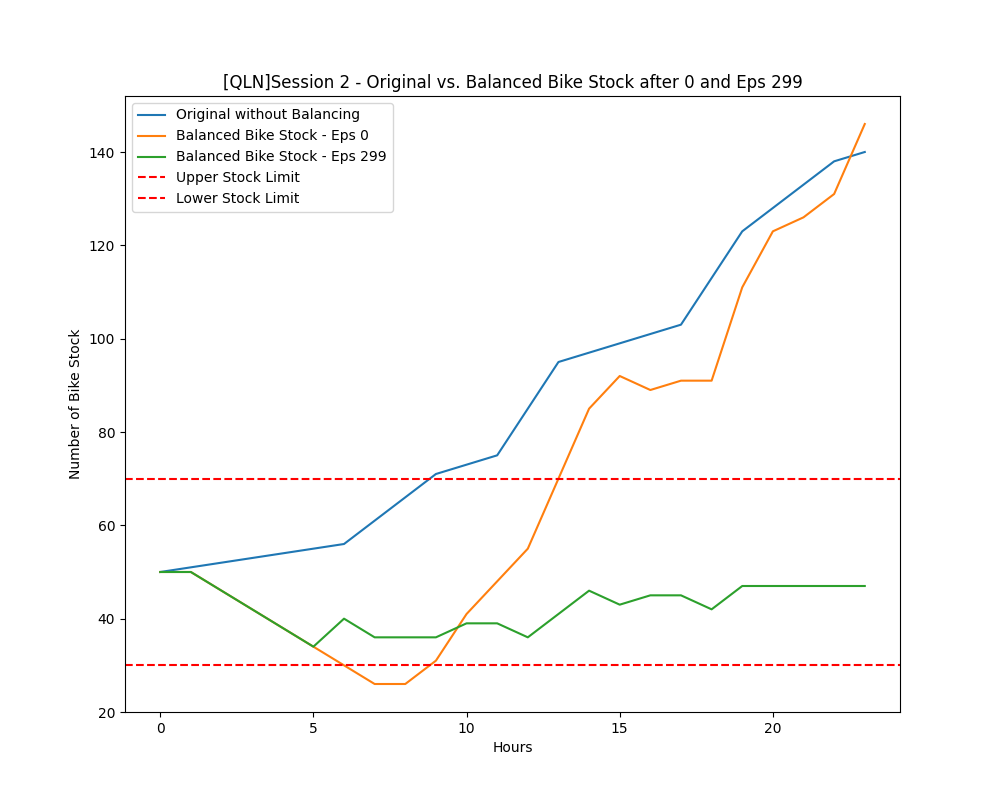 [QLN]Session 2 - Original vs. Balanced Bike Stock after 0 and Eps 299
Original without Balancing
Balanced Bike Stock - Eps 0
Balanced Bike Stock - Eps 299
Upper Stock Limit
Lower Stock Limit
Number of Bike Stock
140
120
100
80
60
40
20
0 5 10 15 20
Hours